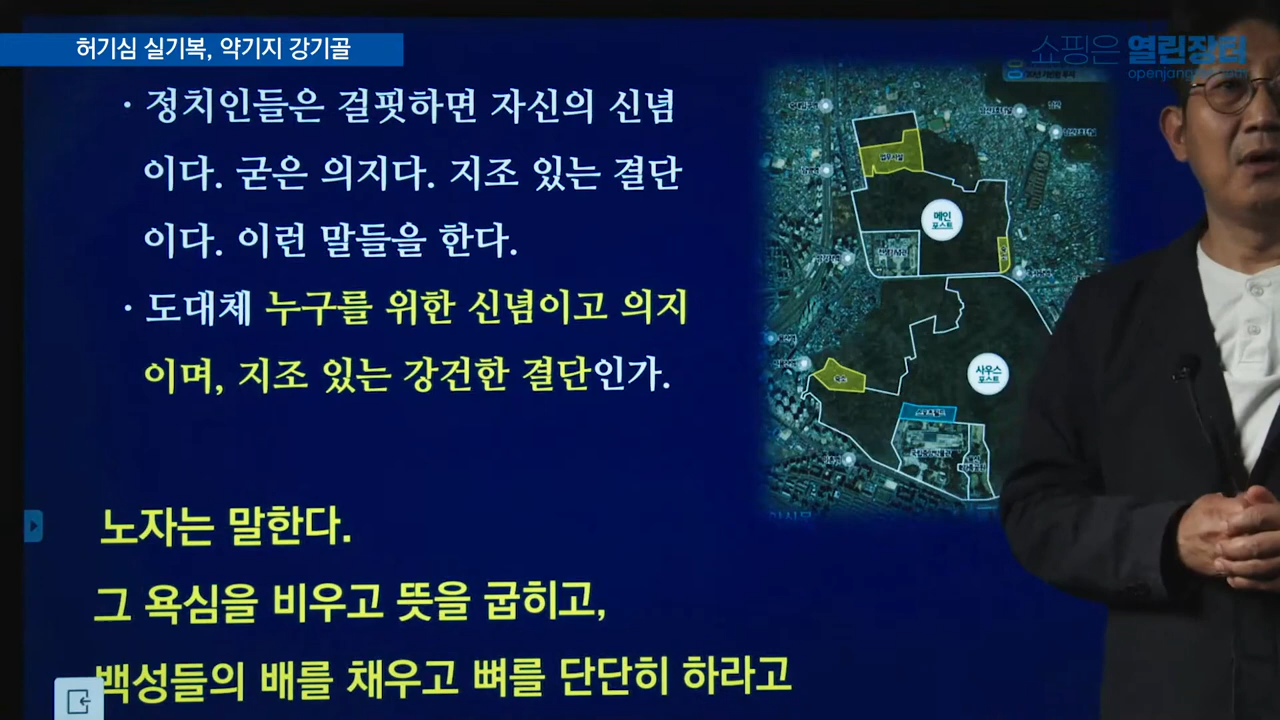 허기심 실기복, 약기지 강기골
쇼핑은 열린장터
· 정치인들은 걸핏하면 자신의 신념
이다. 굳은 의지다. 지조 있는 결단
이다. 이런 말들을 한다.
· 도대체 누구를 위한 신념이고 의지
이며, 지조 있는 강건한 결단인가.
업무시설
메인
포스트
사우스
포스트
노자는 말한다.
그 욕심을 비우고 뜻을 굽히고,
백성들의 배를 채우고 뼈를 단단히 하라고